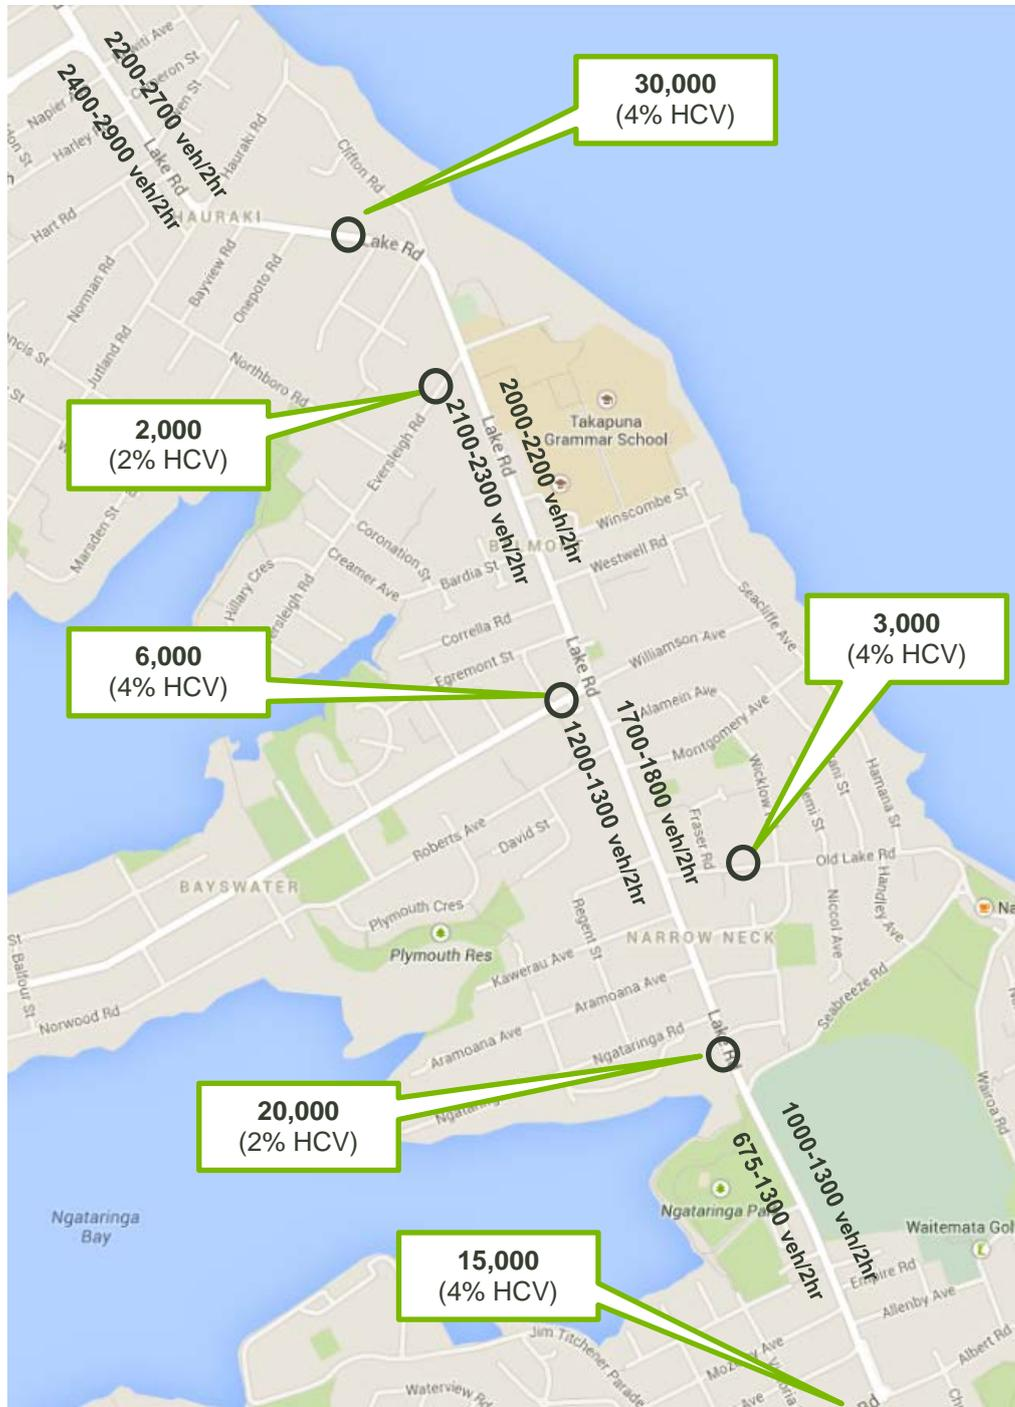 30,000
(4% HCV)
2200-2700 veh/2hr
2400-2900 veh/2hr
Harley
Hart Rd
Lake Rd
Hauraki Rd
HAURAKI
Clifton Rd
Lake Rd
Norman Rd
Bayview Rd
Onepoto Rd
Jutland Rd
Northboro Rd
2,000
(2% HCV)
Eversleigh Rd
2100-2300 veh/2hr
Lake Rd
2000-2200 veh/2hr
Takapuna
Grammar School
Marsden St
Winscombe St
Westwell Rd
Coronation St
Creamer Ave
Bardia St
Hillary Cres
Seacliffe Ave
Corrella Rd
Egremont St
Lake Rd
Williamson Ave
6,000
(4% HCV)
3,000
(4% HCV)
Alamein Ave
Montgomery Ave
1200-1300 veh/2hr
1700-1800 veh/2hr
Hamana St
Fraser Rd
Roberts Ave
David St
Old Lake Rd
Niccol Ave
Handley Ave
BAYSWATER
Plymouth Cres
Plymouth Res
Regent St
NARROW NECK
Kawerau Ave
Balfour St
Norwood Rd
Aramoana Ave
Aramoana Ave
Seabreeze Rd
Ngataringa Rd
Lake Rd
Wairoa Rd
20,000
(2% HCV)
675-1300 veh/2hr
1000-1300 veh/2hr
Ngataringa
Bay
Ngataringa
Waitemata
15,000
(4% HCV)
Empire Rd
Allenby Ave
Albert Rd
Jim Titchener Parade
Waterview Rd
Ave
Rd